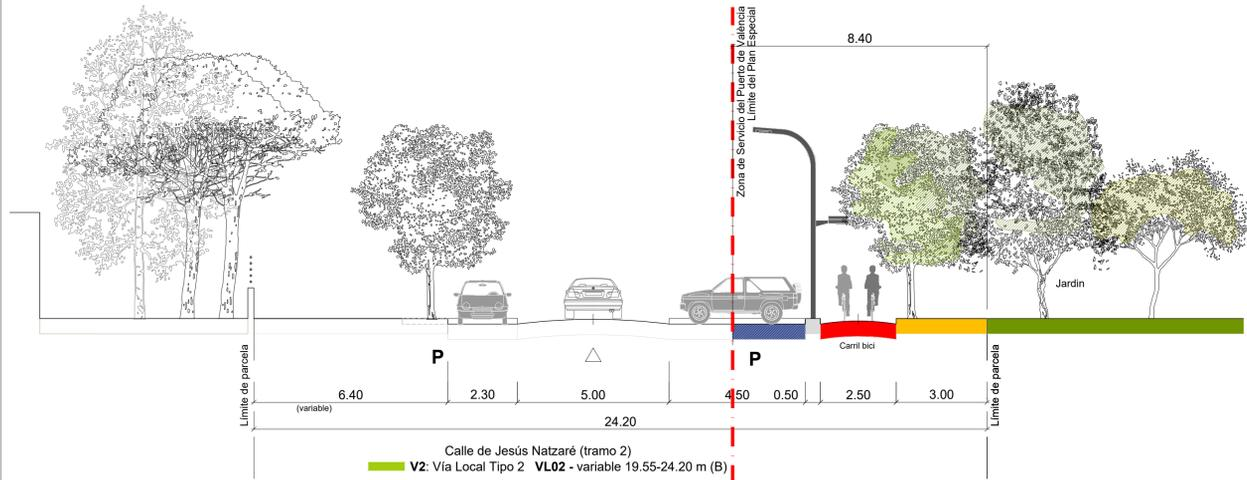 Zona de Servicio del Puerto de València
Límite del Plan Especial
8.40
Jardin
Carril bici
P
P
Límite de parcela
Límite de parcela
6.40
2.30
5.00
4.50
0.50
2.50
3.00
(variable)
24.20
Calle de Jesús Natzaré (tramo 2)
V2: Vía Local Tipo 2 VL02 - variable 19.55-24.20 m (B)